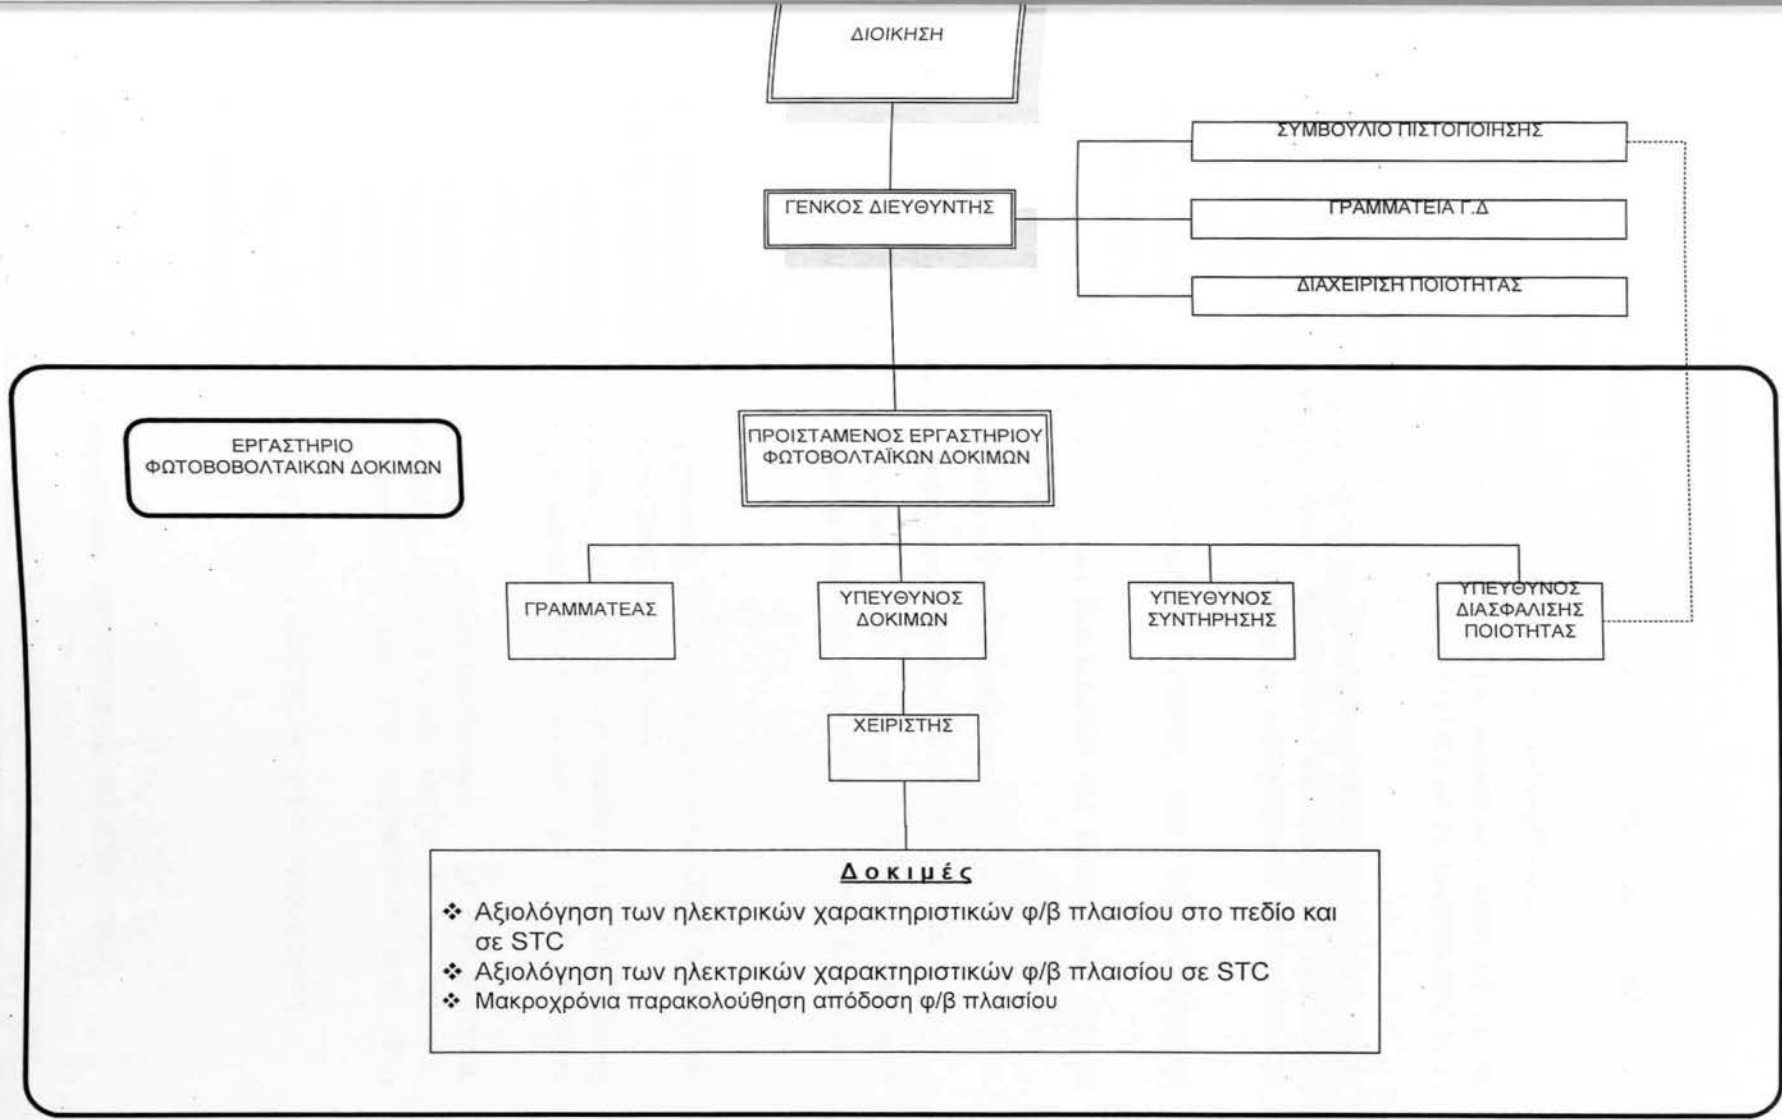 ΔΙΟΙΚΗΣΗ
ΓΕΝΚΟΣ ΔΙΕΥΘΥΝΤΗΣ
ΣΥΜΒΟΥΛΙΟ ΠΙΣΤΟΠΟΙΗΣΗΣ
ΓΡΑΜΜΑΤΕΙΑ Γ.Δ
ΔΙΑΧΕΙΡΙΣΗ ΠΟΙΟΤΗΤΑΣ
ΕΡΓΑΣΤΗΡΙΟ
ΦΩΤΟΒΟΒΟΛΤΑΙΚΩΝ ΔΟΚΙΜΩΝ
ΠΡΟΙΣΤΑΜΕΝΟΣ ΕΡΓΑΣΤΗΡΙΟΥ
ΦΩΤΟΒΟΛΤΑΪΚΩΝ ΔΟΚΙΜΩΝ
ΓΡΑΜΜΑΤΕΑΣ
ΥΠΕΥΘΥΝΟΣ
ΔΟΚΙΜΩΝ
ΥΠΕΥΘΥΝΟΣ
ΣΥΝΤΗΡΗΣΗΣ
ΥΠΕΥΘΥΝΟΣ
ΔΙΑΣΦΑΛΙΣΗΣ
ΠΟΙΟΤΗΤΑΣ
ΧΕΙΡΙΣΤΗΣ
Δοκιμές
❖ Αξιολόγηση των ηλεκτρικών χαρακτηριστικών φ/β πλαισίου στο πεδίο και
σε STC
❖ Αξιολόγηση των ηλεκτρικών χαρακτηριστικών φ/β πλαισίου σε STC
❖ Μακροχρόνια παρακολούθηση απόδοση φ/β πλαισίου